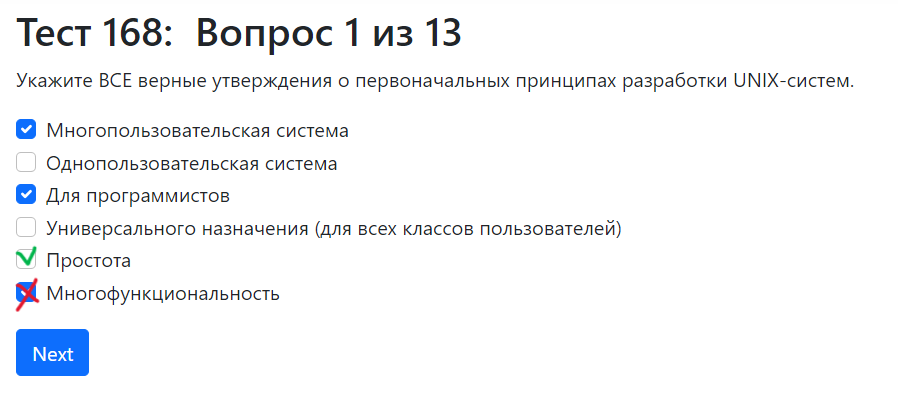 Тест 168: Вопрос 1 из 13
Укажите ВСЕ верные утверждения о первоначальных принципах разработки UNIX-систем.
Многопользовательская система
Однопользовательская система
Для программистов
Универсального назначения (для всех классов пользователей)
Простота
Многофункциональность
Next